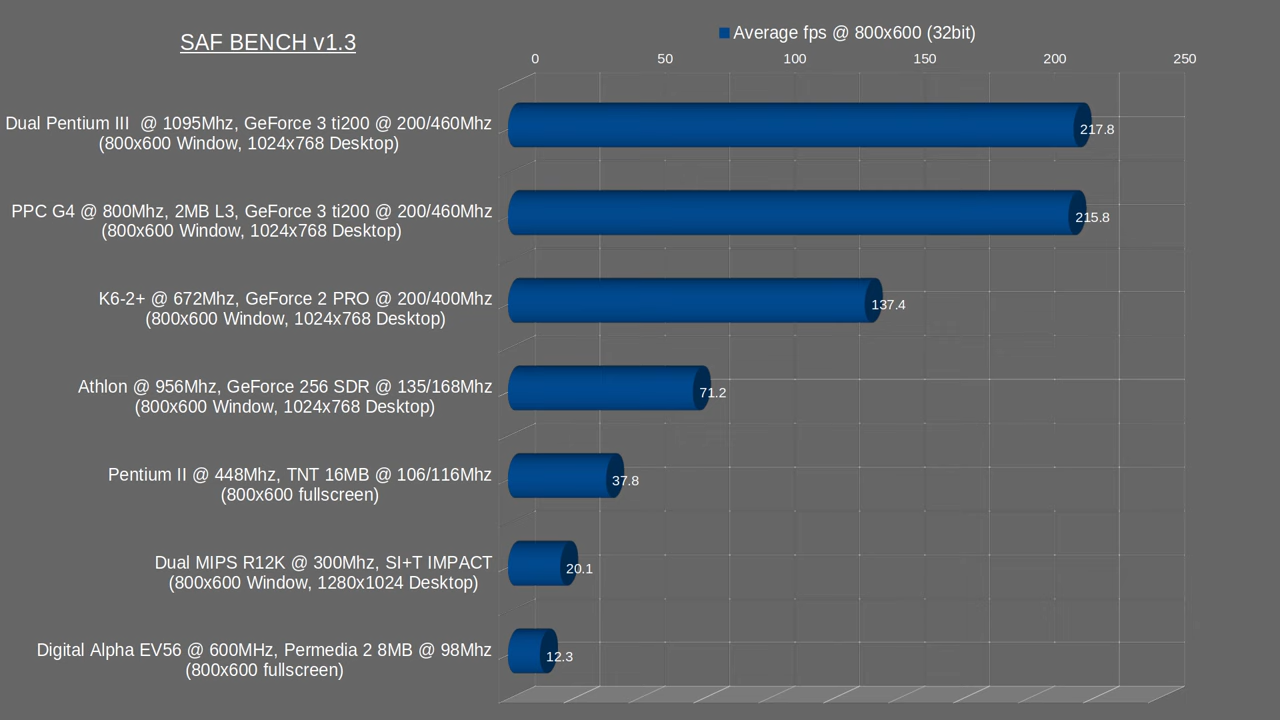 SAF BENCH v1.3
Average fps @ 800x600 (32bit)
0 50 100 150 200 250
Dual Pentium III  @ 1095Mhz, GeForce 3 ti200 @ 200/460Mhz
(800x600 Window, 1024x768 Desktop)
217.8
PPC G4 @ 800Mhz, 2MB L3, GeForce 3 ti200 @ 200/460Mhz
(800x600 Window, 1024x768 Desktop)
215.8
K6-2+ @ 672Mhz, GeForce 2 PRO @ 200/400Mhz
(800x600 Window, 1024x768 Desktop)
137.4
Athlon @ 956Mhz, GeForce 256 SDR @ 135/168Mhz
(800x600 Window, 1024x768 Desktop)
71.2
Pentium II @ 448Mhz, TNT 16MB @ 106/116Mhz
(800x600 fullscreen)
37.8
Dual MIPS R12K @ 300Mhz, SI+T IMPACT
(800x600 Window, 1280x1024 Desktop)
20.1
Digital Alpha EV56 @ 600MHz, Permedia 2 8MB @ 98Mhz
(800x600 fullscreen)
12.3